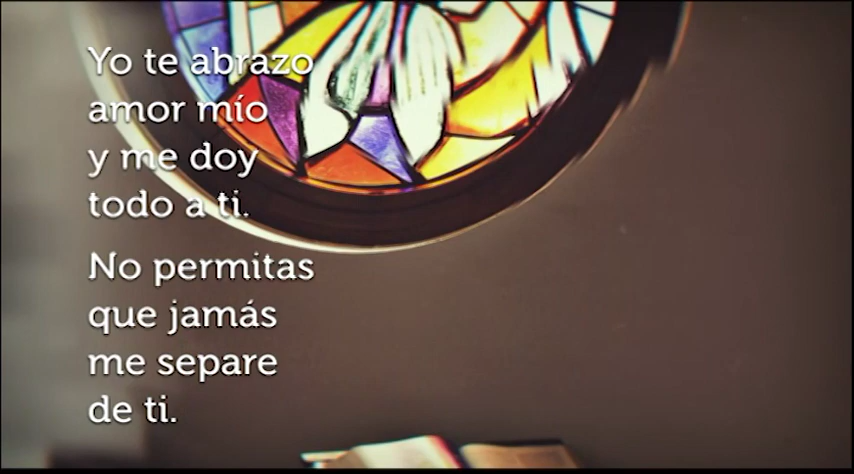 Yo te abrazo
amor mío
y me doy
todo a ti.
No permitas
que jamás
me separe
de ti.